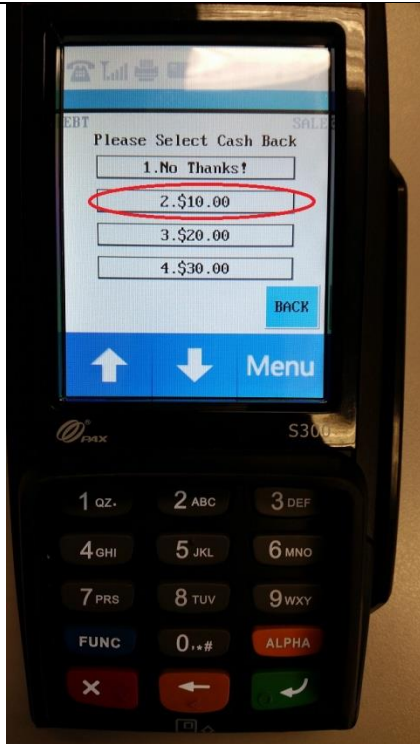 EBT SALE
Please Select Cash Back
1.No Thanks!
2.$10.00
3.$20.00
4.$30.00
BACK
Menu
PAX S300
1 QZ. 2 ABC 3 DEF
4 GHI 5 JKL 6 MNO
7 PRS 8 TUV 9 WXY
FUNC 0,*# ALPHA